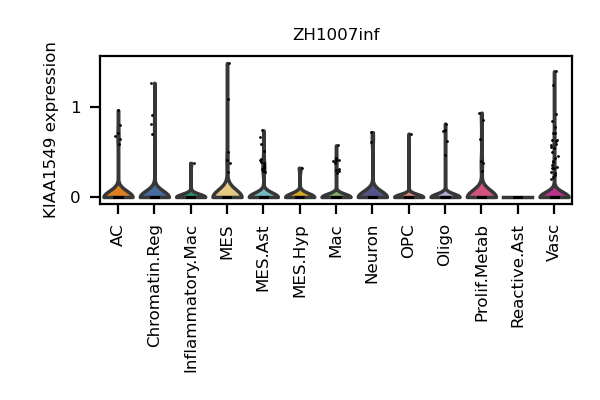 ZH1007inf
KIAA1549 expression
1
0
AC
Chromatin.Reg
Inflammatory.Mac
MES
MES.Ast
MES.Hyp
Mac
Neuron
OPC
Oligo
Prolif.Metab
Reactive.Ast
Vasc